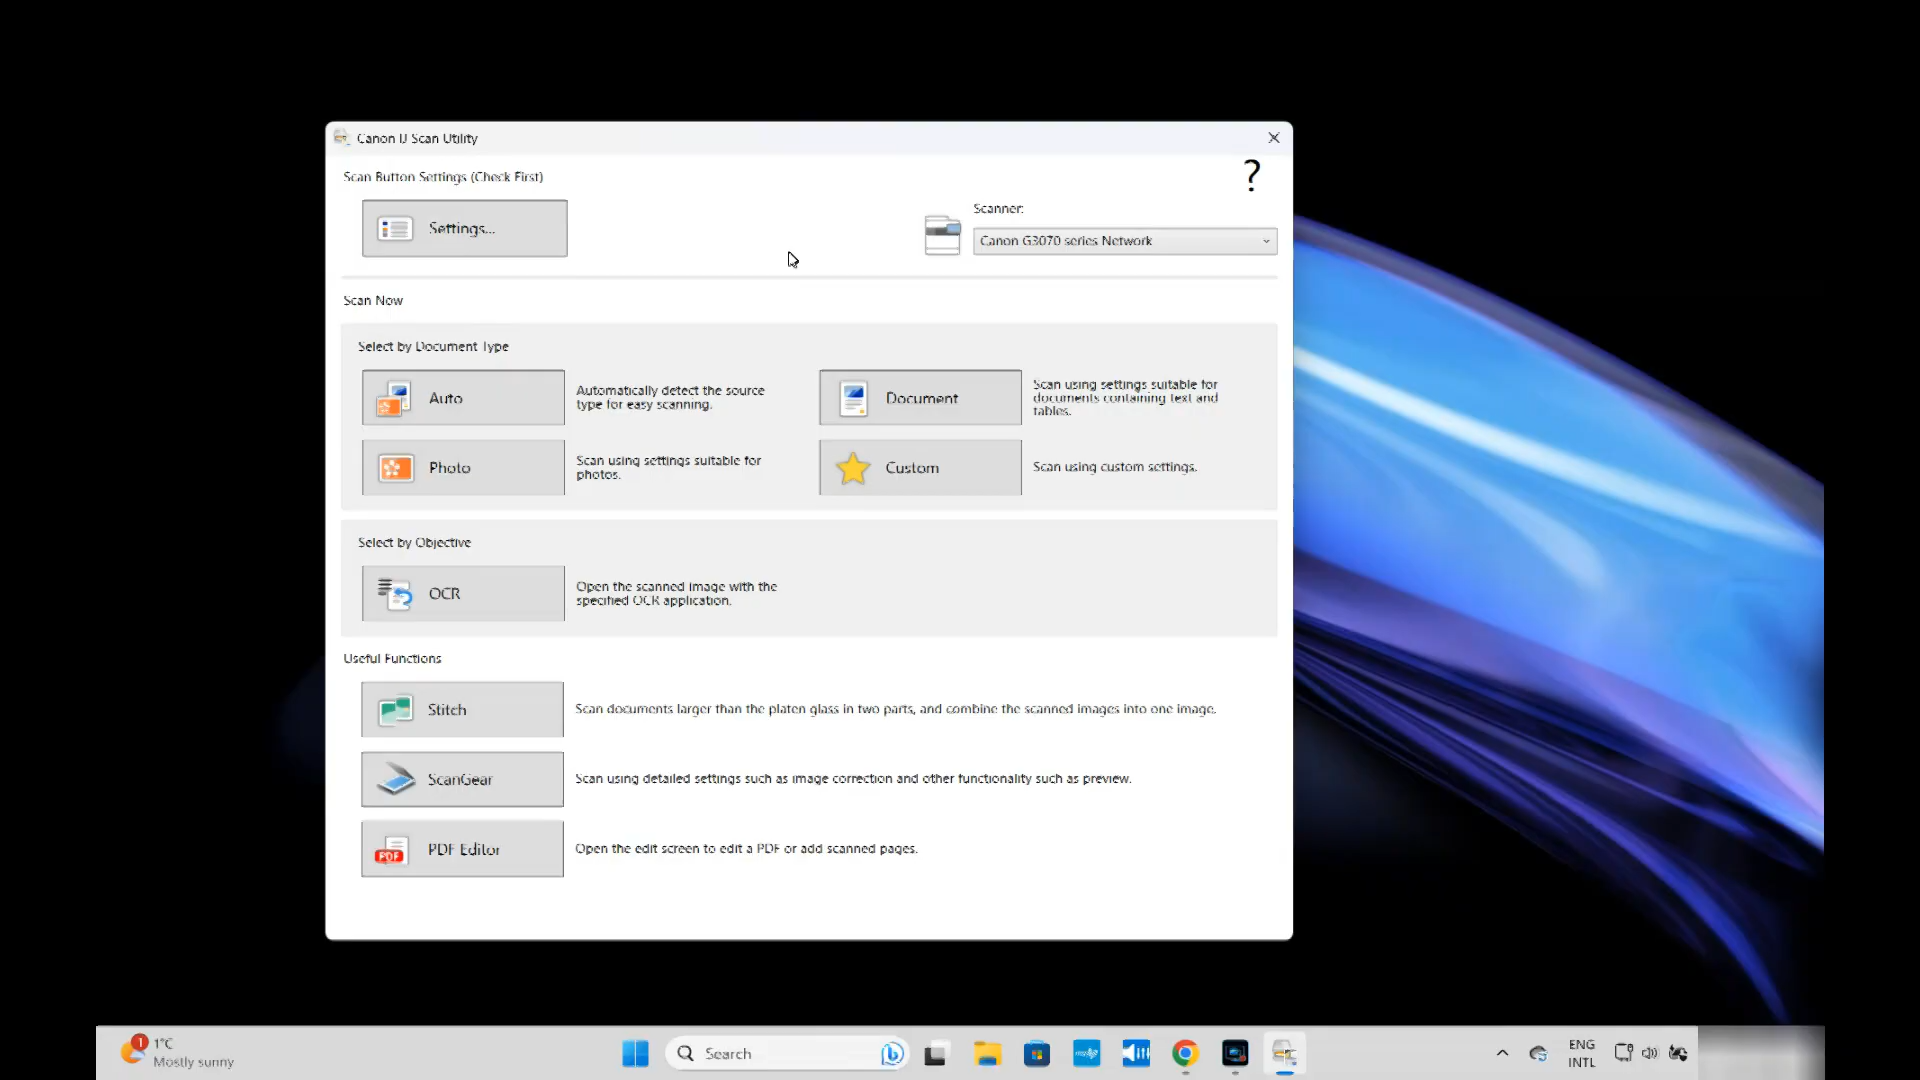 Canon IJ Scan Utility
Scan Button Settings (Check First)
?
Settings...
Scanner:
Canon G3070 series Network
Scan Now
Select by Document Type
Auto
Automatically detect the source
type for easy scanning.
Document
Scan using settings suitable for
documents containing text and
tables.
Photo
Scan using settings suitable for
photos.
Custom
Scan using custom settings.
Select by Objective
OCR
Open the scanned image with the
specified OCR application.
Useful Functions
Stitch
Scan documents larger than the platen glass in two parts, and combine the scanned images into one image.
ScanGear
Scan using detailed settings such as image correction and other functionality such as preview.
PDF
PDF Editor
Open the edit screen to edit a PDF or add scanned pages.
1
1°C
Mostly sunny
Search
ENG
INTL